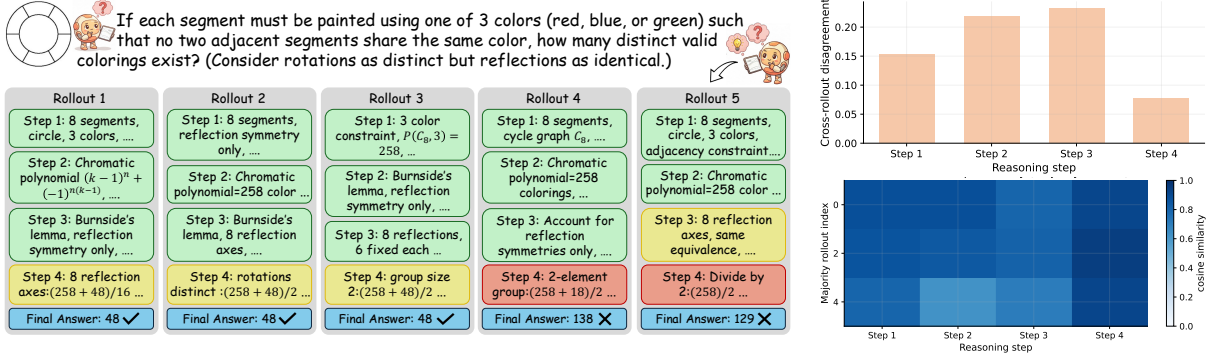 If each segment must be painted using one of 3 colors (red, blue, or green) such
that no two adjacent segments share the same color, how many distinct valid
colorings exist? (Consider rotations as distinct but reflections as identical.)
Rollout 1
Step 1: 8 segments,
circle, 3 colors, ....
Step 2: Chromatic
polynomial (k − 1)^n +
(−1)^{n(k−1)}, ....
Step 3: Burnside's
lemma, reflection
symmetry only, ....
Step 4: 8 reflection
axes:(258 + 48)/16 ...
Final Answer: 48 ✓
Rollout 2
Step 1: 8 segments,
reflection symmetry
only, ....
Step 2: Chromatic
polynomial=258 color ...
Step 3: Burnside's
lemma, 8 reflection
axes, ....
Step 4: rotations
distinct :(258 + 48)/2 ...
Final Answer: 48 ✓
Rollout 3
Step 1: 3 color
constraint, P(C₈, 3) =
258, ...
Step 2: Burnside's
lemma, reflection
symmetry only, ....
Step 3: 8 reflections,
6 fixed each ...
Step 4: group size
2:(258 + 48)/2 ...
Final Answer: 48 ✓
Rollout 4
Step 1: 8 segments,
cycle graph C₈, ....
Step 2: Chromatic
polynomial=258
colorings, ...
Step 3: Account for
reflection
symmetries only, ....
Step 4: 2-element
group:(258 + 18)/2 ...
Final Answer: 138 ✗
Rollout 5
Step 1: 8 segments,
circle, 3 colors,
adjacency constraint....
Step 2: Chromatic
polynomial=258 color ...
Step 3: 8 reflection
axes, same
equivalence, ....
Step 4: Divide by
2:(258)/2 ...
Final Answer: 129 ✗
Cross-rollout disagreement
0.20
0.15
0.10
0.05
0.00
Step 1 Step 2 Step 3 Step 4
Reasoning step
Majority rollout index
0
2
4
Step 1 Step 2 Step 3 Step 4
Reasoning step
1.0
0.8
0.6
0.4
0.2
0.0
cosine similarity